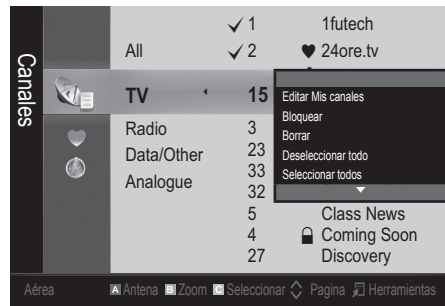 Canales
✓ 1 1futech
All ✓ 2 ♥ 24ore.tv
TV 15
Editar Mis canales
Bloquear
Borrar
Deseleccionar todo
Seleccionar todos
Radio 3
Data/Other 23
Analogue 33
32
5 Class News
4 Coming Soon
27 Discovery
Aérea A Antena B Zoom C Seleccionar Pagina Herramientas